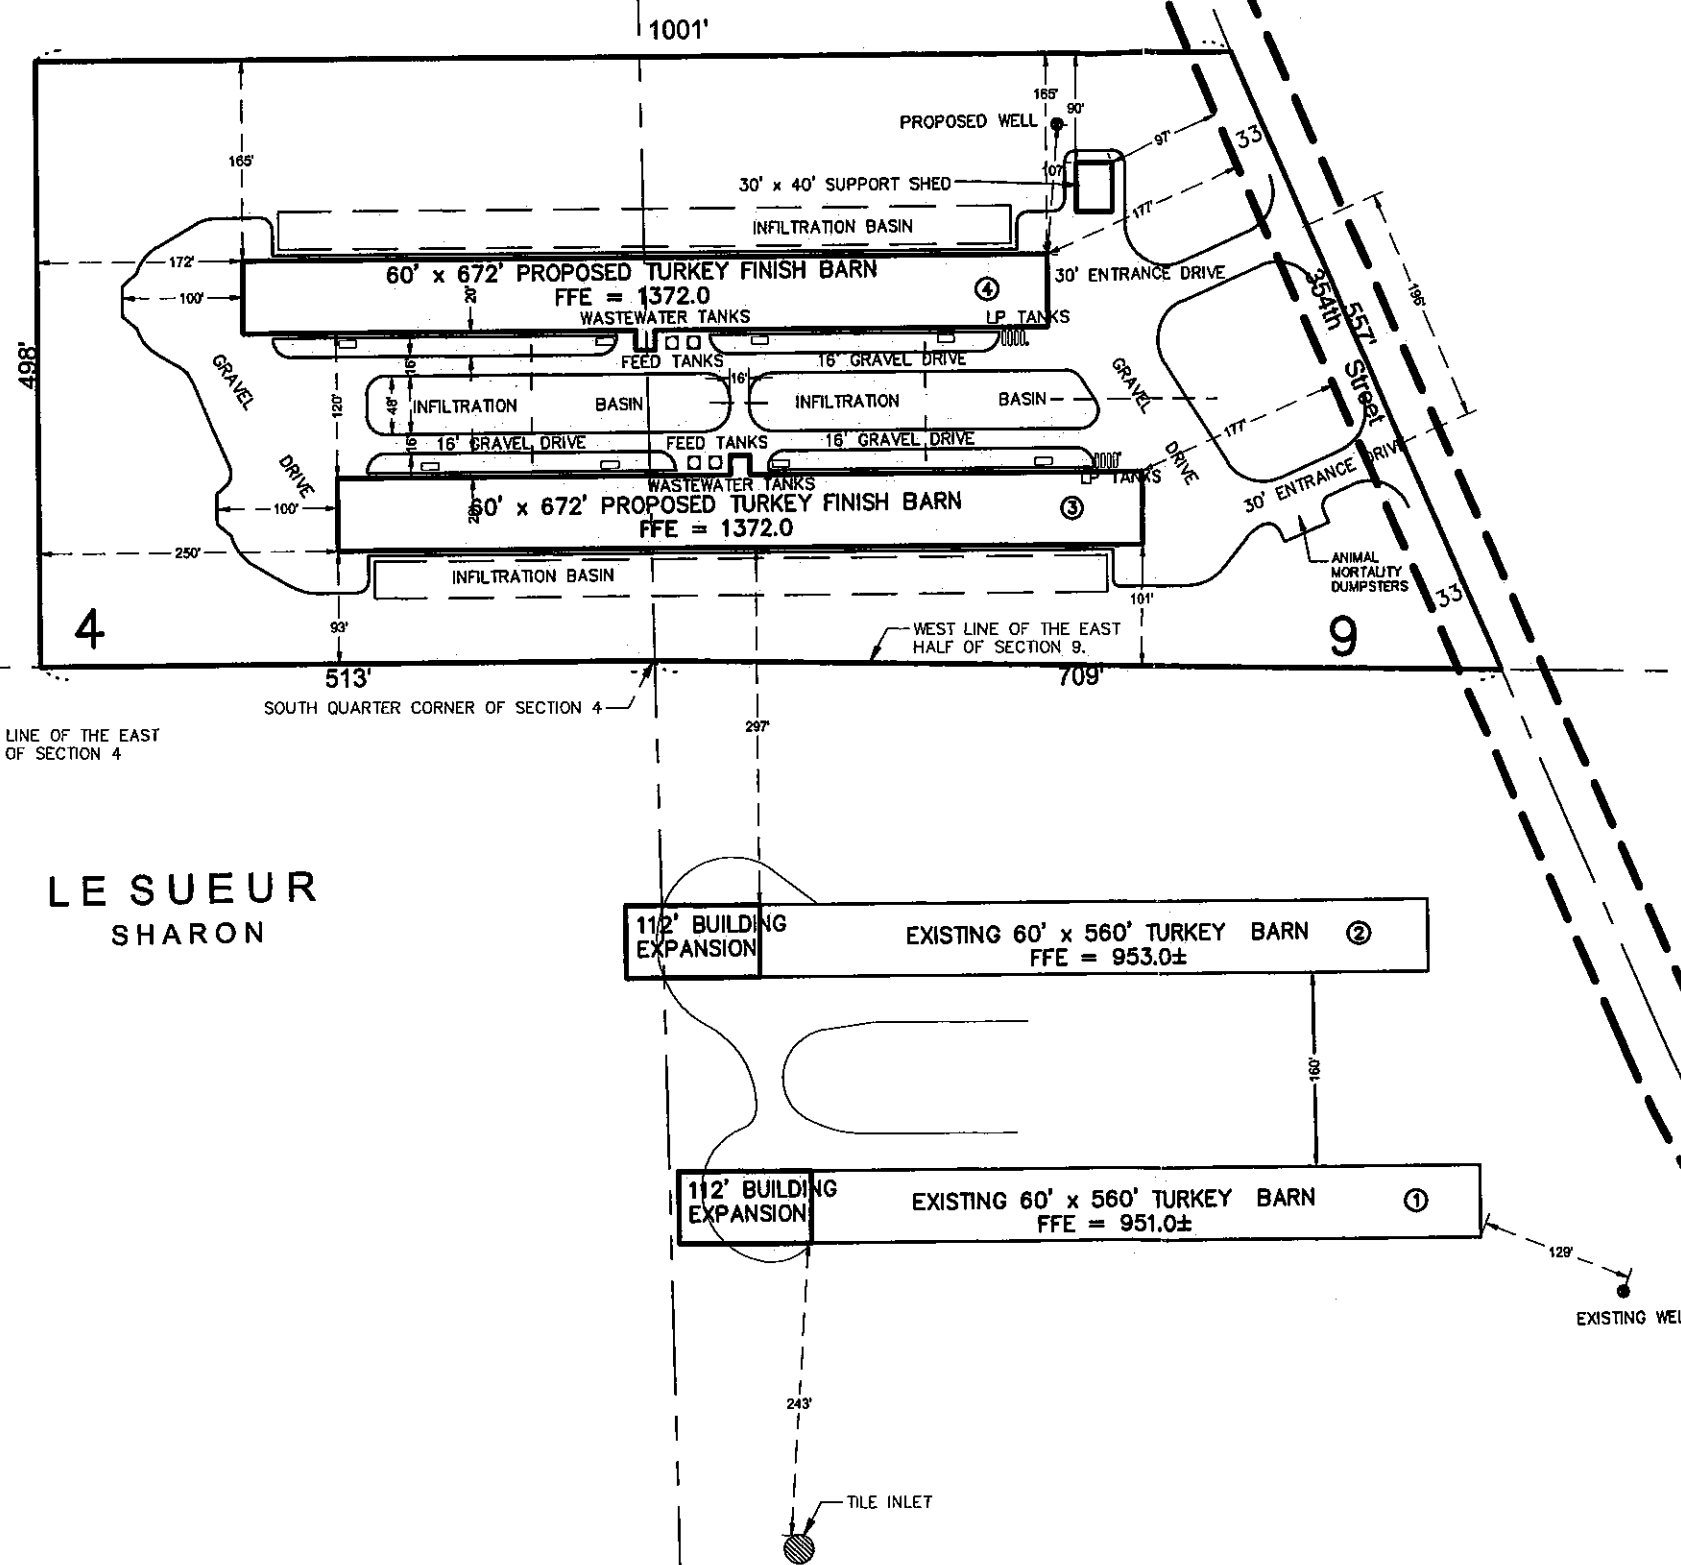 1001'
165'
90'
PROPOSED WELL
97'
33
165'
107'
30' x 40' SUPPORT SHED
177'
INFILTRATION BASIN
172'
60' x 672' PROPOSED TURKEY FINISH BARN
30' ENTRANCE DRIVE
FFE = 1372.0
④
100'
20'
196'
WASTEWATER TANKS
LP TANKS
354th Street
557'
498'
FEED TANKS
16' GRAVEL DRIVE
16'
16'
GRAVEL
GRAVEL
120'
48'
INFILTRATION
BASIN
INFILTRATION
BASIN
16'
16' GRAVEL DRIVE
FEED TANKS
16' GRAVEL DRIVE
177'
DRIVE
DRIVE
WASTEWATER TANKS
LP TANKS
30' ENTRANCE DRIVE
100'
20'
60' x 672' PROPOSED TURKEY FINISH BARN
③
FFE = 1372.0
250'
INFILTRATION BASIN
ANIMAL
MORTALITY
DUMPSTERS
33
101'
93'
4
WEST LINE OF THE EAST
HALF OF SECTION 9.
9
513'
709'
SOUTH QUARTER CORNER OF SECTION 4
297'
LINE OF THE EAST
OF SECTION 4
LE SUEUR
SHARON
112' BUILDING
EXPANSION
EXISTING 60' x 560' TURKEY BARN
②
FFE = 953.0±
160'
112' BUILDING
EXPANSION
EXISTING 60' x 560' TURKEY BARN
①
FFE = 951.0±
129'
EXISTING WEL
243'
TILE INLET